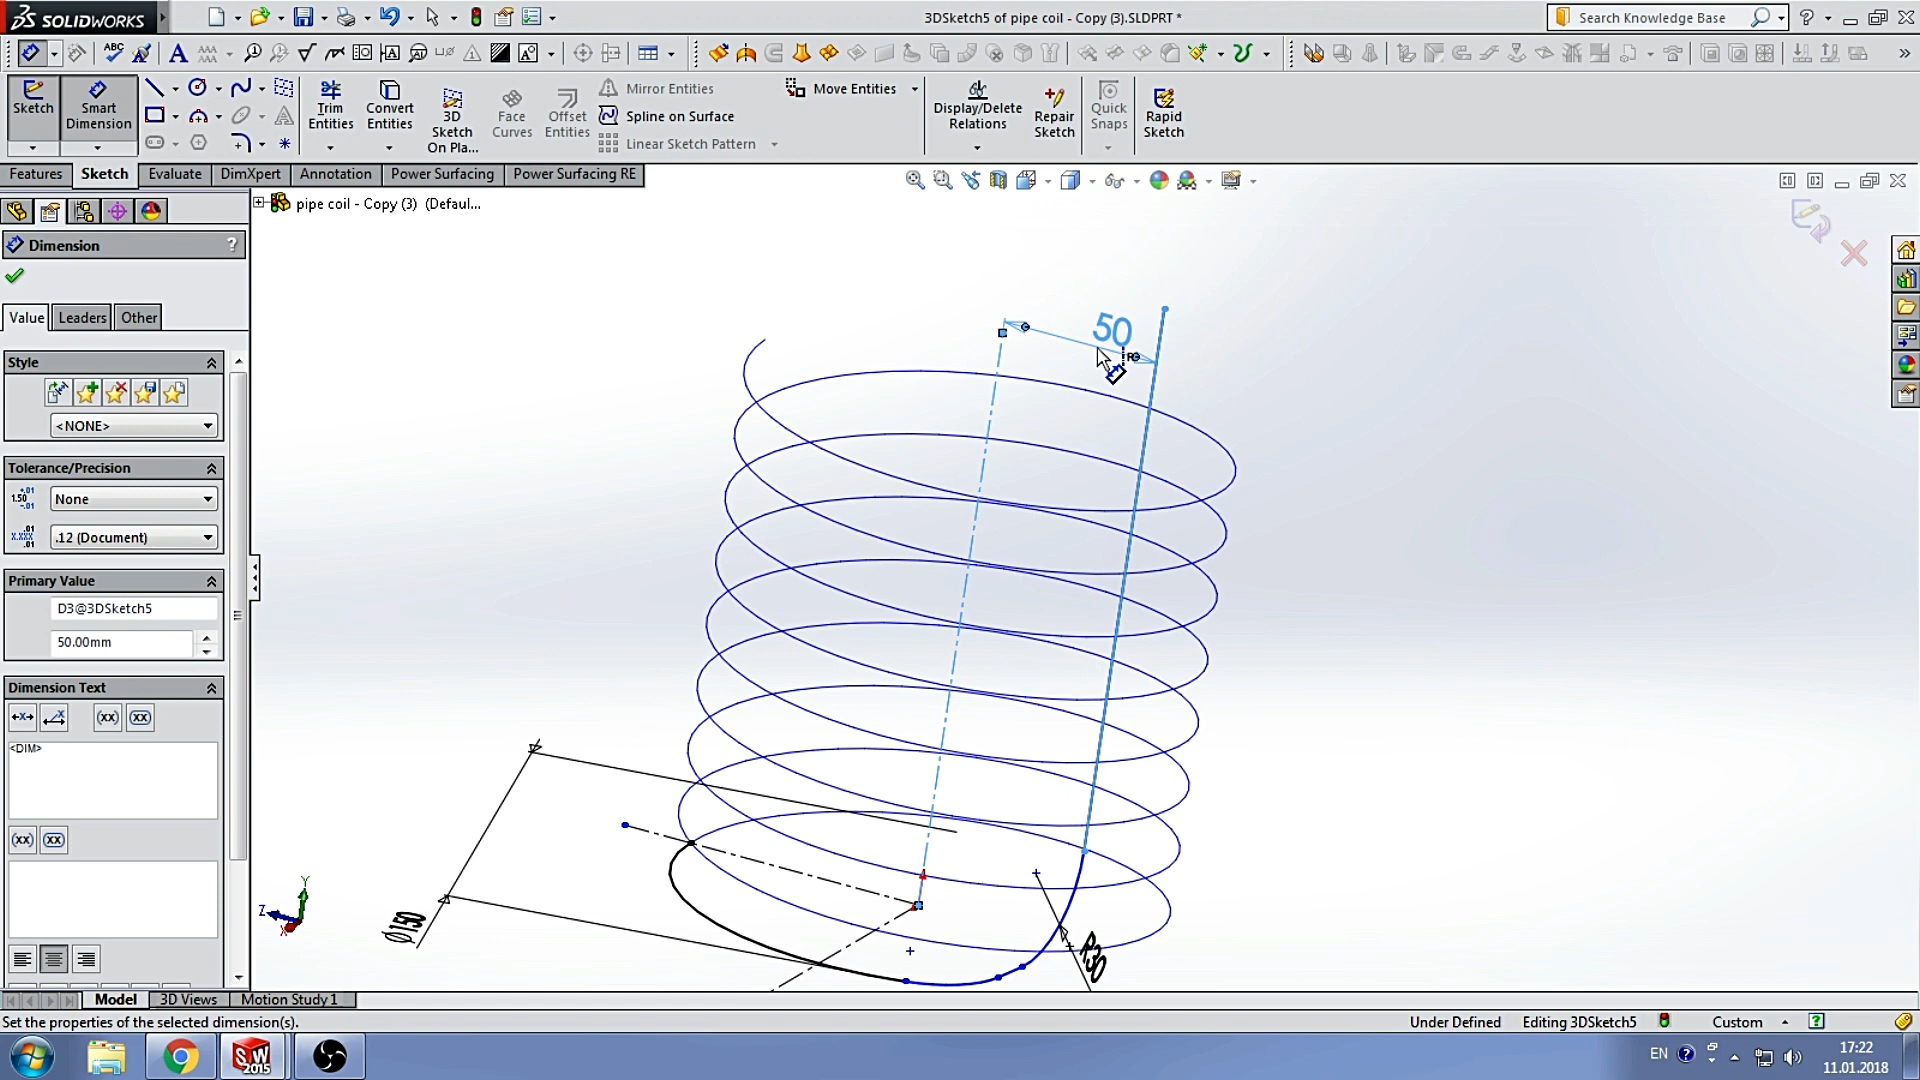 SOLIDWORKS
3DSketch5 of pipe coil - Copy (3).SLDPRT *
Search Knowledge Base
Sketch
Smart Dimension
Trim Entities
Convert Entities
3D Sketch On Pla...
Face Curves
Offset Entities
Mirror Entities
Spline on Surface
Linear Sketch Pattern
Move Entities
Display/Delete Relations
Repair Sketch
Quick Snaps
Rapid Sketch
Features
Sketch
Evaluate
DimXpert
Annotation
Power Surfacing
Power Surfacing RE
pipe coil - Copy (3) (Defaul...
Dimension
?
Value
Leaders
Other
Style
<NONE>
Tolerance/Precision
None
.12 (Document)
Primary Value
D3@3DSketch5
50.00mm
Dimension Text
<DIM>
50
Ø150
R30
Y
Z
X
Model
3D Views
Motion Study 1
Set the properties of the selected dimension(s).
Under Defined
Editing 3DSketch5
Custom
EN
17:22
11.01.2018
SW
2015